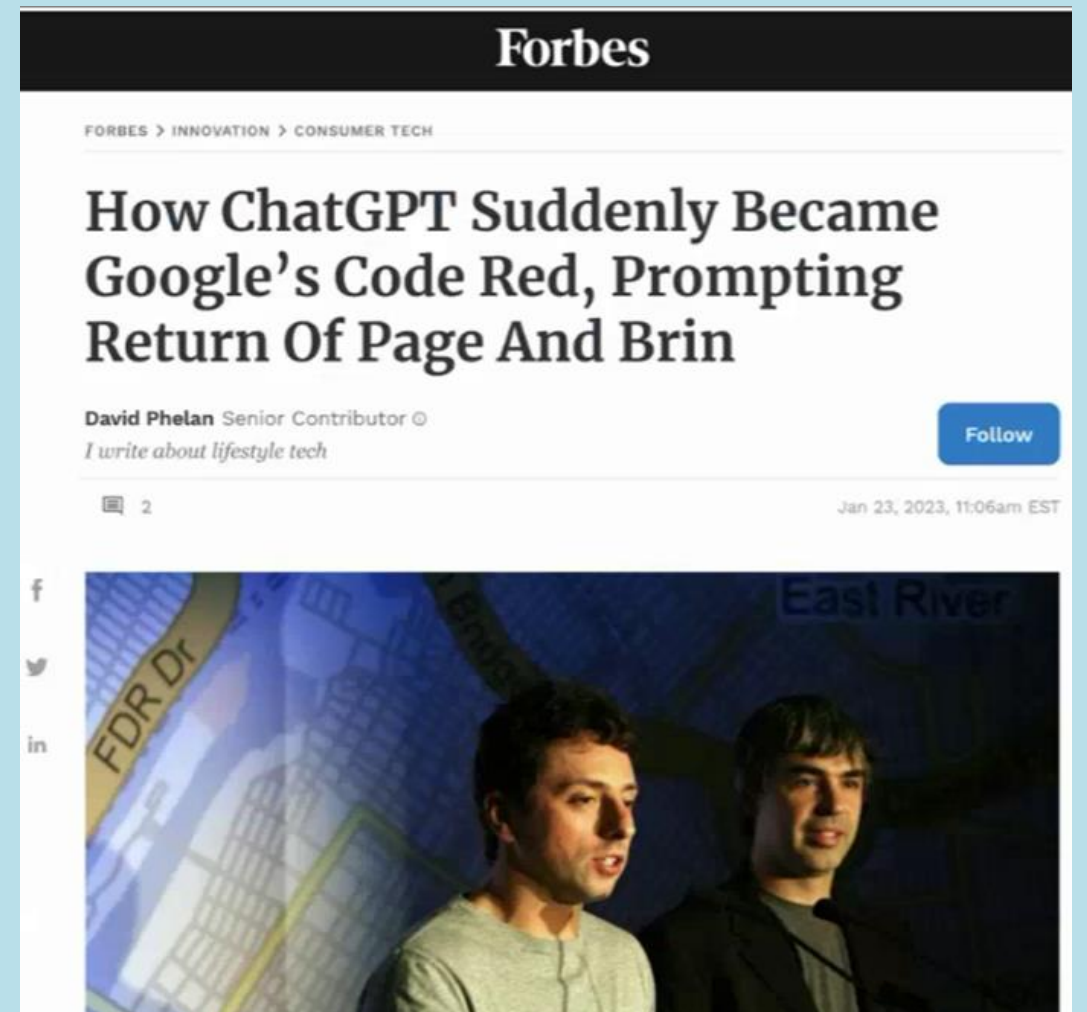 Forbes
FORBES > INNOVATION > CONSUMER TECH
How ChatGPT Suddenly Became
Google’s Code Red, Prompting
Return Of Page And Brin
David Phelan Senior Contributor
I write about lifestyle tech
Follow
2
Jan 23, 2023, 11:06am EST
f
in
East River
FDR Dr